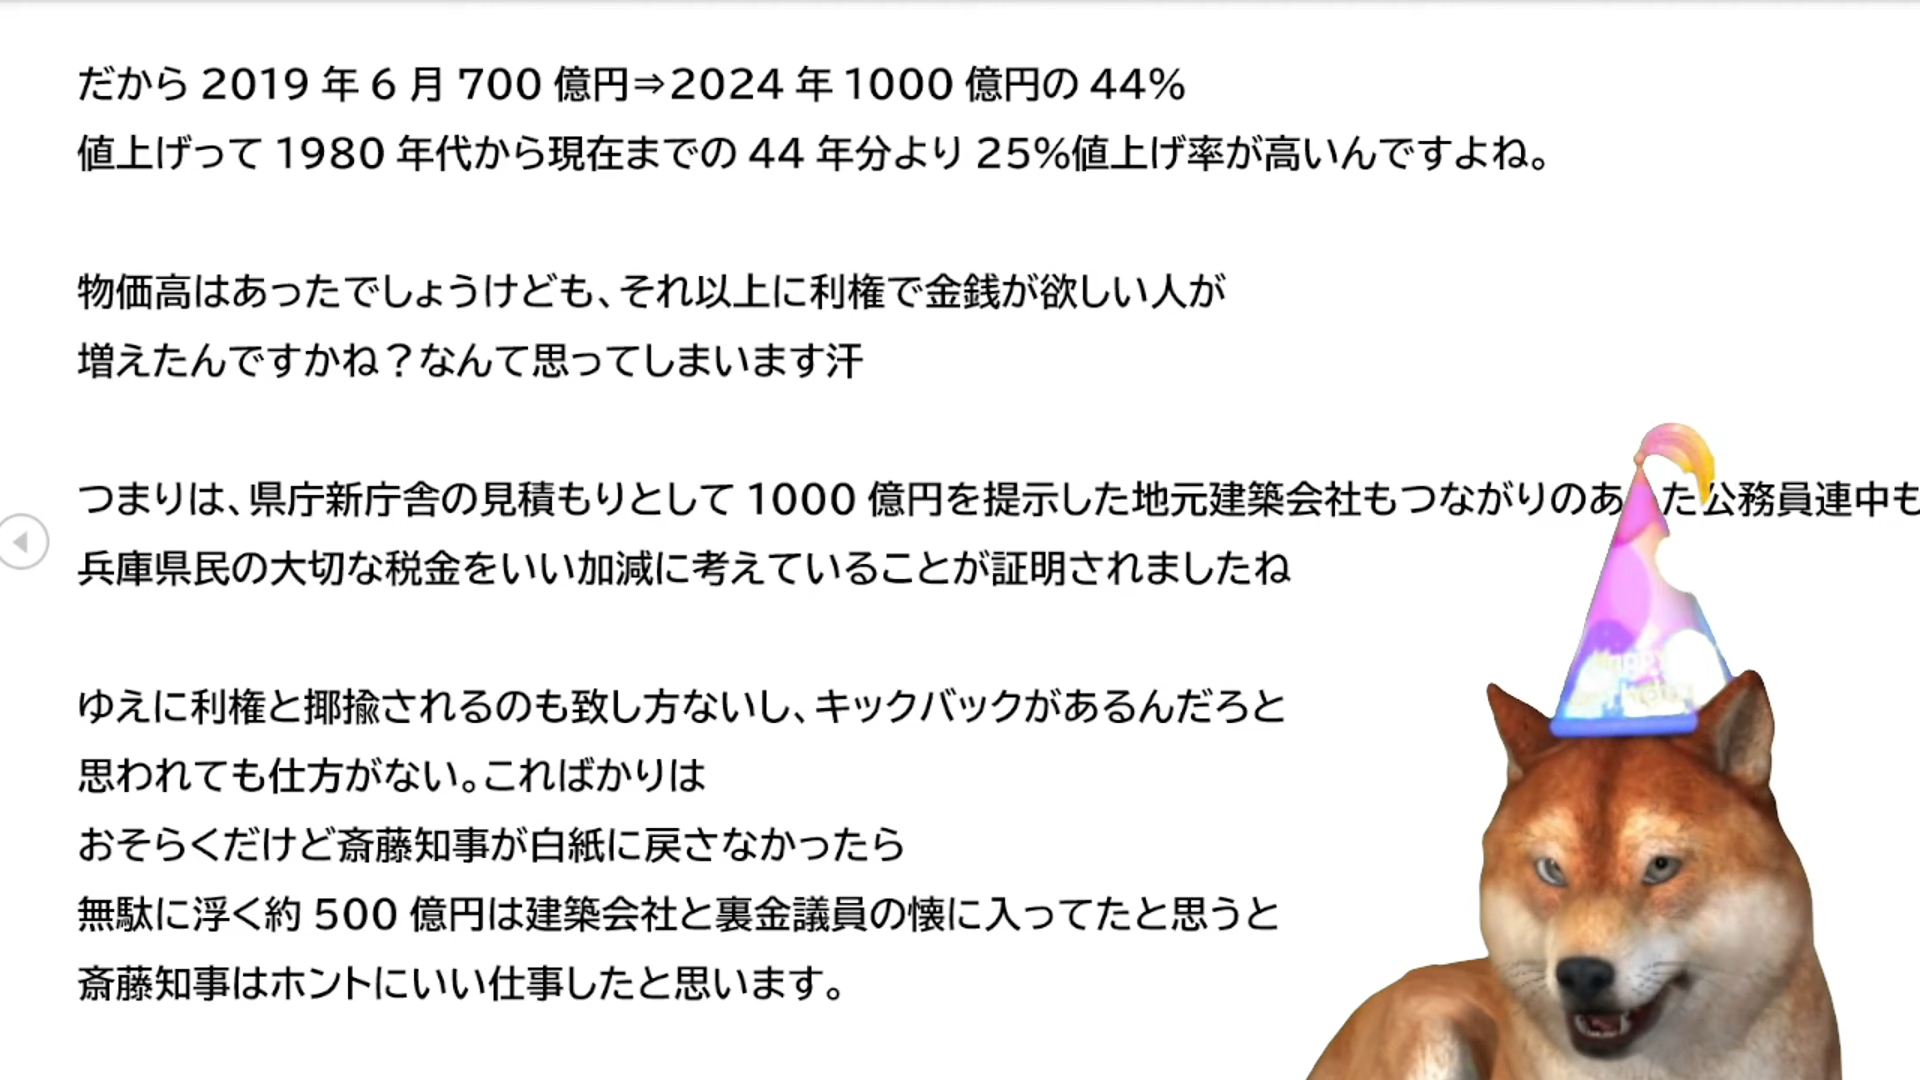 だから 2019 年 6 月 700 億円⇒2024 年 1000 億円の 44%
値上げって 1980 年代から現在までの 44 年分より 25%値上げ率が高いんですよね。
物価高はあったでしょうけども、それ以上に利権で金銭が欲しい人が
増えたんですかね？なんて思ってしまいます汗
つまりは、県庁新庁舎の見積もりとして 1000 億円を提示した地元建築会社もつながりのあった公務員連中も
兵庫県民の大切な税金をいい加減に考えていることが証明されましたね
ゆえに利権と揶揄されるのも致し方ないし、キックバックがあるんだろと
思われても仕方がない。こればかりは
おそらくだけど斎藤知事が白紙に戻さなかったら
無駄に浮く約 500 億円は建築会社と裏金議員の懐に入ってたと思うと
斎藤知事はホントにいい仕事したと思います。